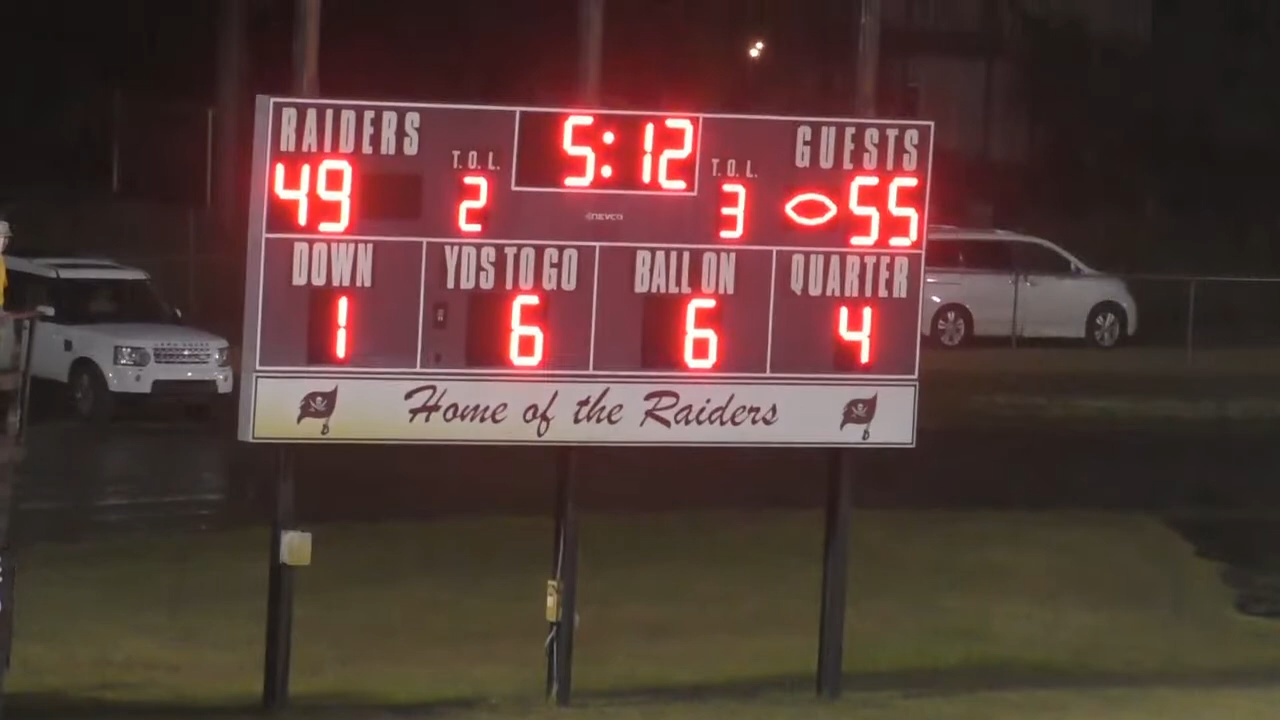 RAIDERS 5:12 GUESTS
T.O.L. T.O.L.
49 2 3 55
NEVCO
DOWN YDS TO GO BALL ON QUARTER
1 6 6 4
Home of the Raiders